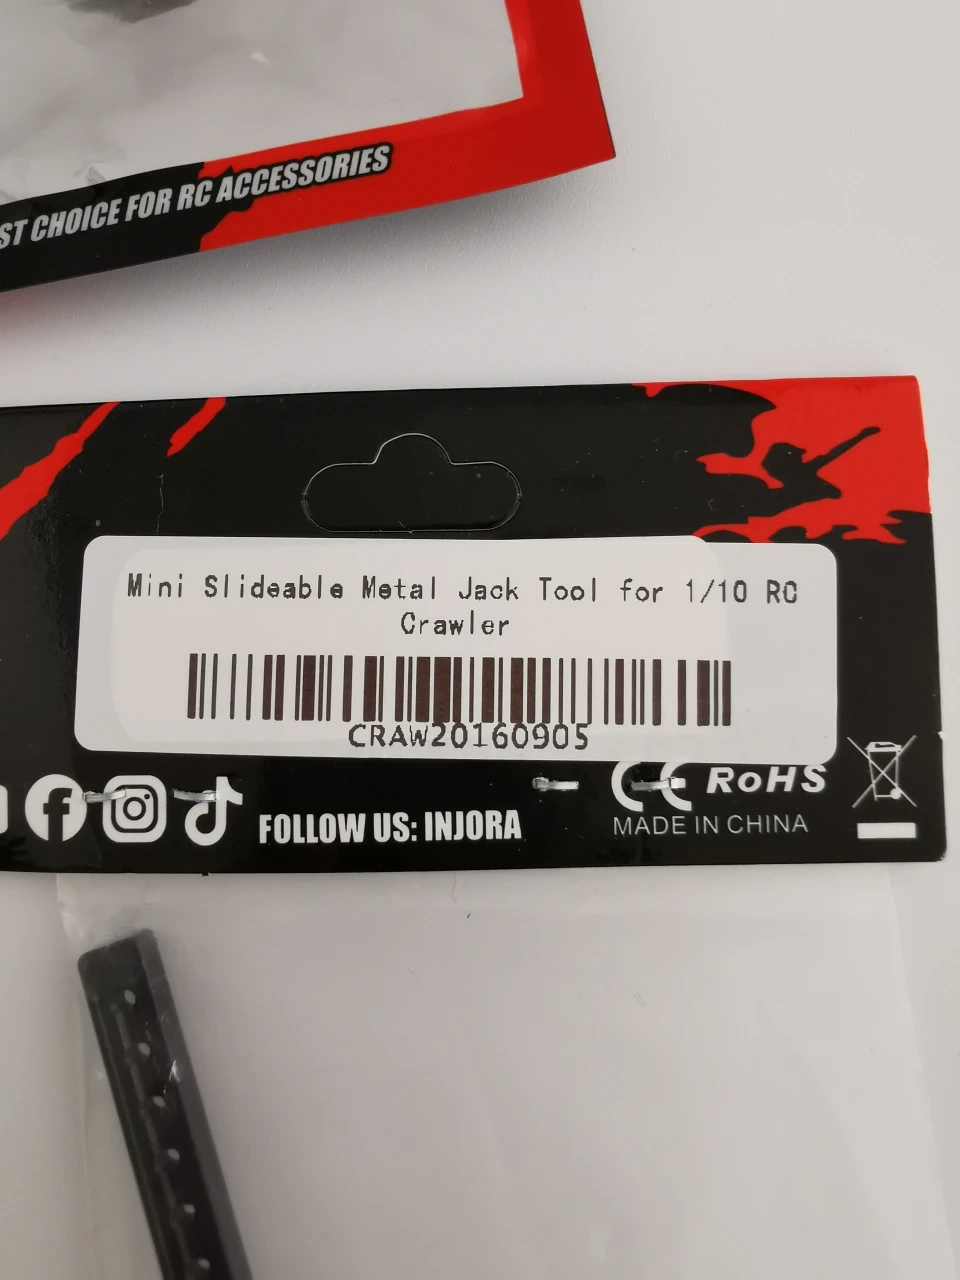 CHOICE FOR RC ACCESSORIES
Mini Slideable Metal Jack Tool for 1/10 RC
Crawler
CRAW20160905
FOLLOW US: INJORA
CE RoHS
MADE IN CHINA